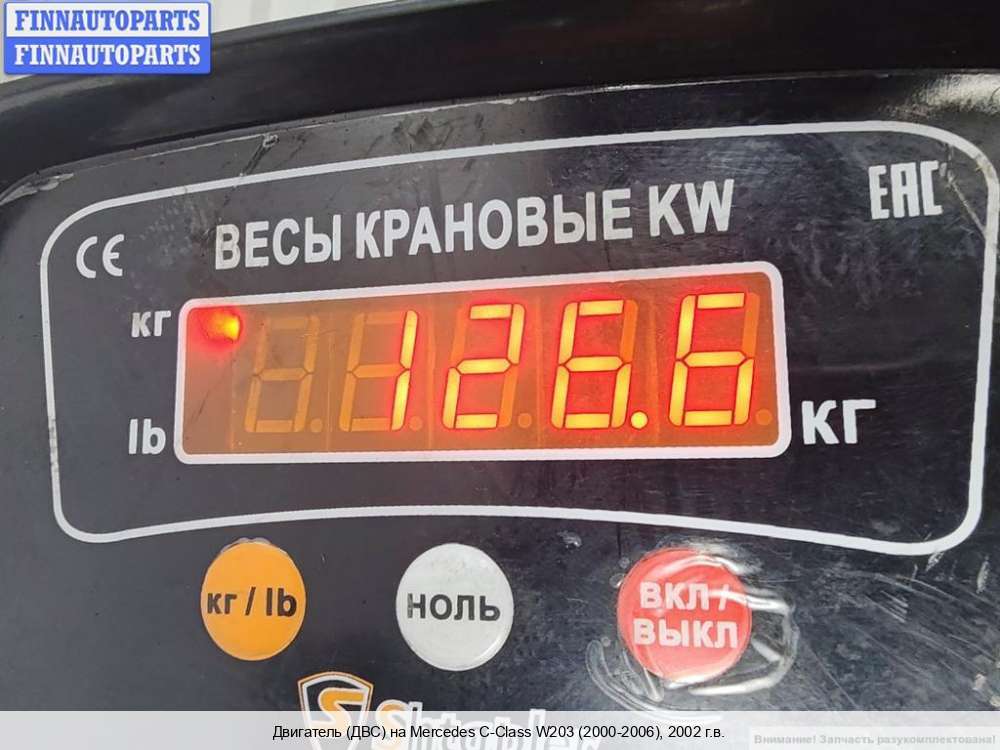 FINNAUTOPARTS
FINNAUTOPARTS
CE
EAC
ВЕСЫ КРАНОВЫЕ KW
кг
126.6
lb
кг
кг / lb
НОЛЬ
ВКЛ /
ВЫКЛ
Двигатель (ДВС) на Mercedes C-Class W203 (2000-2006), 2002 г.в.
Внимание! Запчасть разукомплектована!